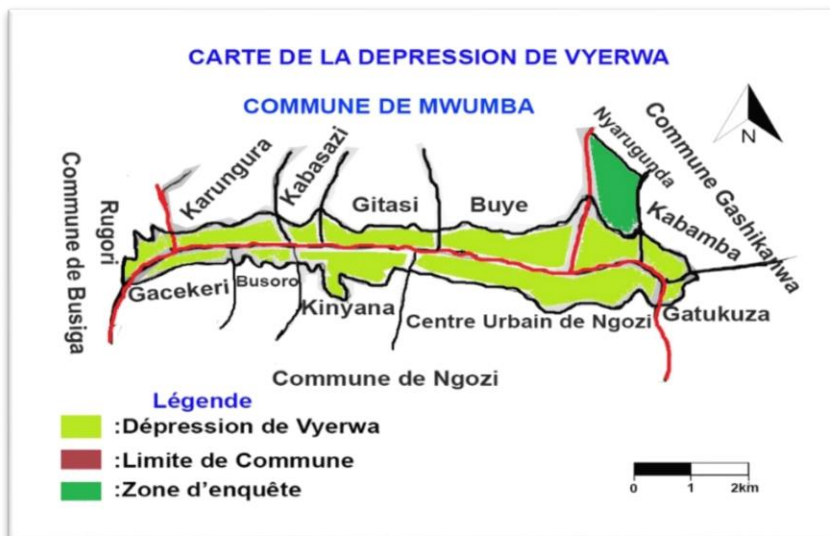 CARTE DE LA DEPRESSION DE VYERWA
COMMUNE DE MWUMBA
N
Nyarugunda
Commune Gashikanwa
Karungura
Kabasazi
Gitasi
Buye
Kabamba
Rugori
Commune de Busiga
Gacekeri
Busoro
Kinyana
Centre Urbain de Ngozi
Gatukuza
Commune de Ngozi
Légende
:Dépression de Vyerwa
:Limite de Commune
:Zone d'enquête
0 1 2km